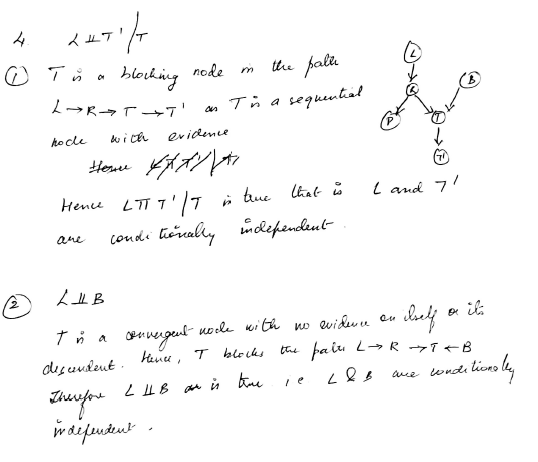 4. L ⫫ T' / T
① T is a blocking node in the path
L → R → T → T' as T is a sequential
node with evidence
Hence
Hence L ⫫ T' / T is true that is L and T'
are conditionally independent.
L
R
B
D
T
T'
② L ⫫ B
T is a convergent node with no evidence on itself or its
descendent. Hence, T blocks the path L → R → T ← B
Therefore L ⫫ B is true, i.e L & B are conditionally
independent.